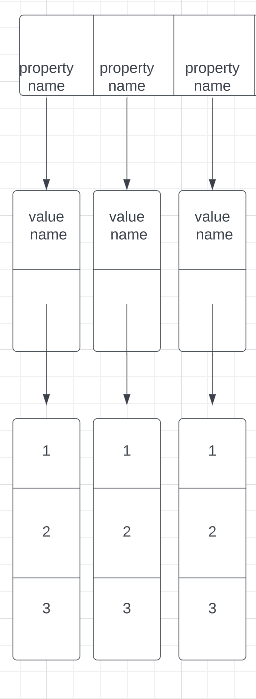 property property property
name name name
value value value
name name name
1 1 1
2 2 2
3 3 3